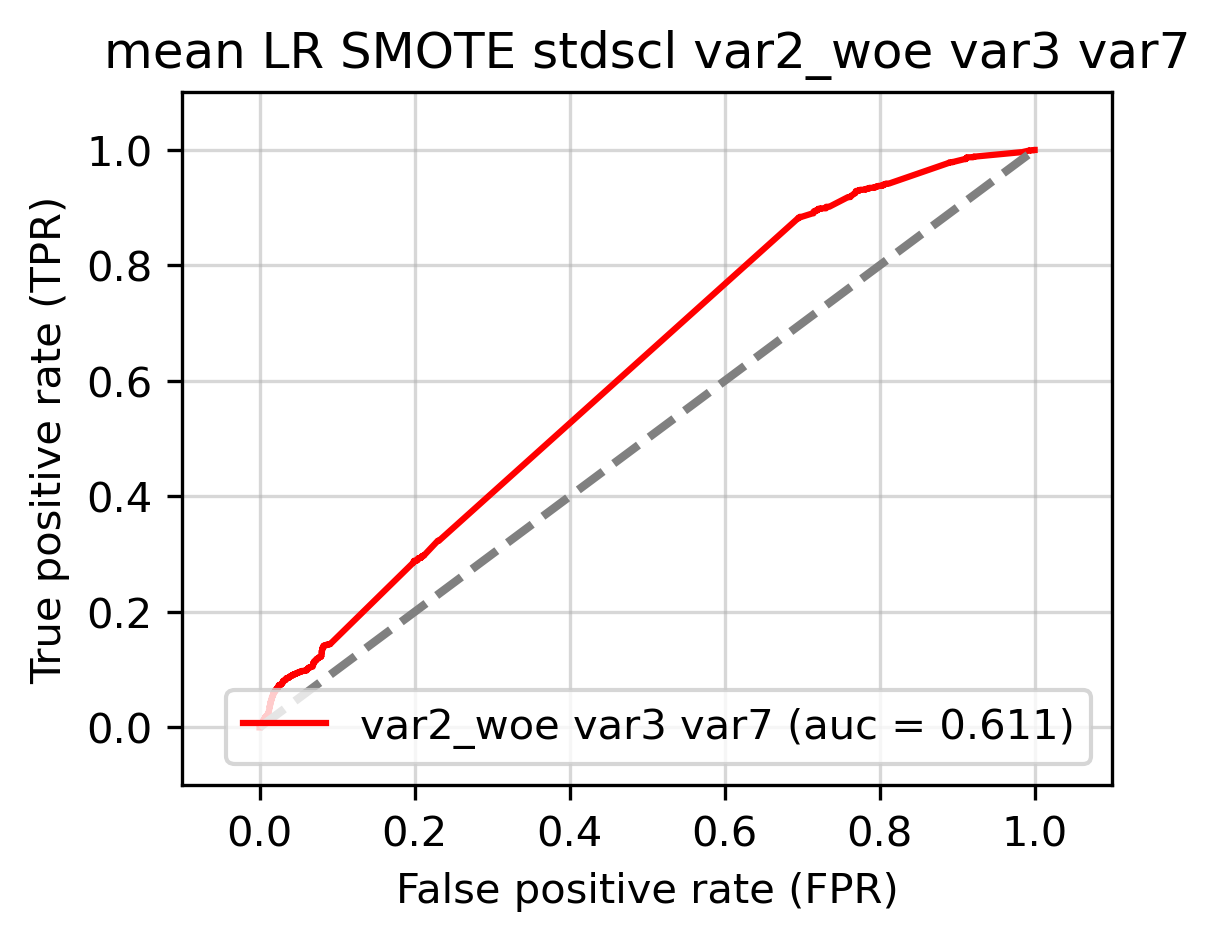 mean LR SMOTE stdscl var2_woe var3 var7
True positive rate (TPR)
1.0
0.8
0.6
0.4
0.2
0.0
var2_woe var3 var7 (auc = 0.611)
0.0 0.2 0.4 0.6 0.8 1.0
False positive rate (FPR)